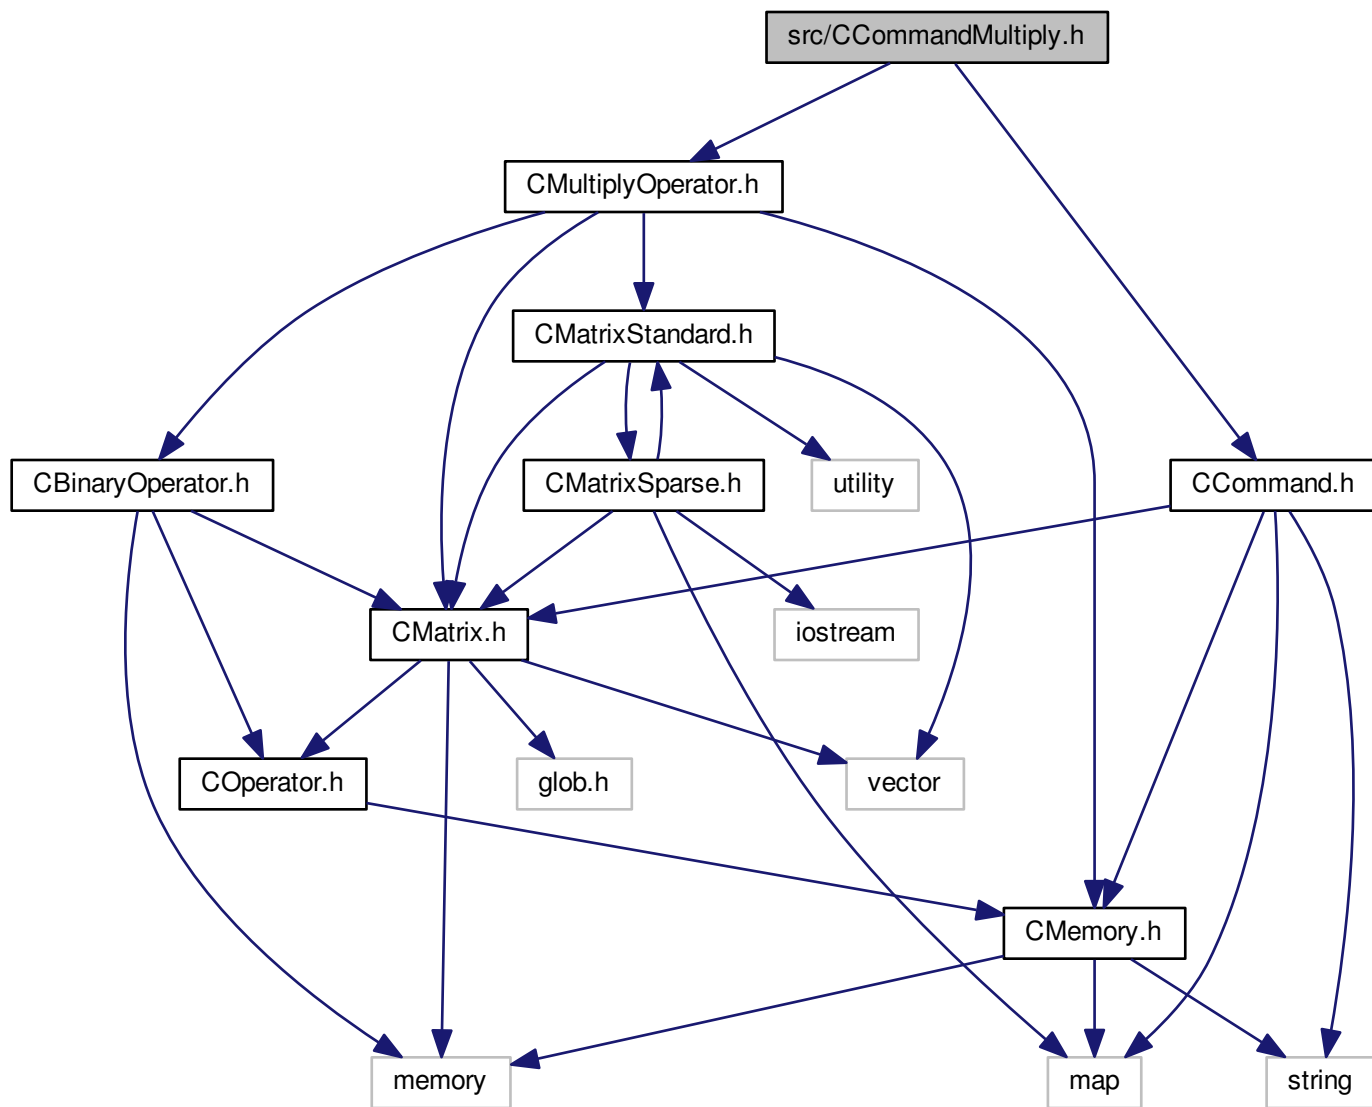 src/CCommandMultiply.h
CMultiplyOperator.h
CMatrixStandard.h
CBinaryOperator.h
CMatrixSparse.h
utility
CCommand.h
CMatrix.h
iostream
COperator.h
glob.h
vector
CMemory.h
memory
map
string